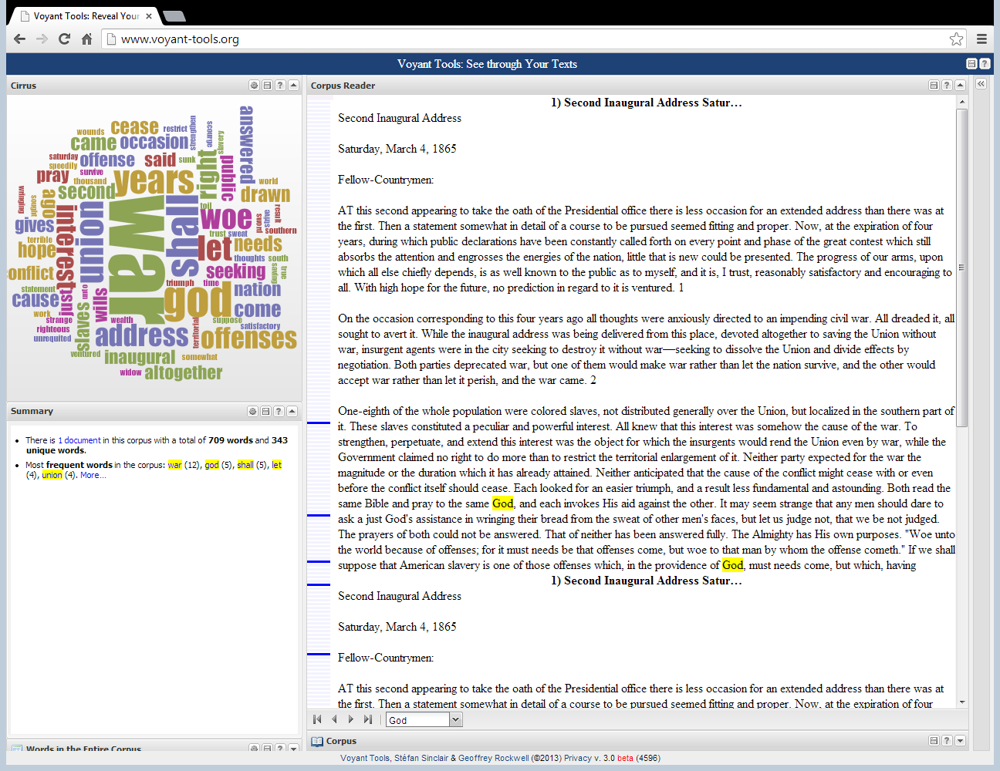 Voyant Tools: Reveal Your
www.voyant-tools.org
Voyant Tools: See through Your Texts
Cirrus
wounds cease restrict strengthen scourge slavery answered
came occasion
saturday offense said sunk right public
speedily survive
pray thousand years world
wringing sought ago second drawn
interest union war shall toil woe strife sword result
gives trust sweat southern
terrible let needs
hope thoughts south
conflict seeking saying true
statement own triumph time
cause just wills god nation
work slaves come
strange wealth territorial suppose satisfactory
righteous address offenses
unrequited
ventured inaugural somewhat
widow altogether
Summary
There is 1 document in this corpus with a total of 709 words and 343
unique words.
Most frequent words in the corpus: war (12), god (5), shall (5), let
(4), union (4). More...
Words in the Entire Corpus
Corpus Reader
1) Second Inaugural Address Satur…
Second Inaugural Address
Saturday, March 4, 1865
Fellow-Countrymen:
AT this second appearing to take the oath of the Presidential office there is less occasion for an extended address than there was at
the first. Then a statement somewhat in detail of a course to be pursued seemed fitting and proper. Now, at the expiration of four
years, during which public declarations have been constantly called forth on every point and phase of the great contest which still
absorbs the attention and engrosses the energies of the nation, little that is new could be presented. The progress of our arms, upon
which all else chiefly depends, is as well known to the public as to myself, and it is, I trust, reasonably satisfactory and encouraging to
all. With high hope for the future, no prediction in regard to it is ventured. 1
On the occasion corresponding to this four years ago all thoughts were anxiously directed to an impending civil war. All dreaded it, all
sought to avert it. While the inaugural address was being delivered from this place, devoted altogether to saving the Union without
war, insurgent agents were in the city seeking to destroy it without war—seeking to dissolve the Union and divide effects by
negotiation. Both parties deprecated war, but one of them would make war rather than let the nation survive, and the other would
accept war rather than let it perish, and the war came. 2
One-eighth of the whole population were colored slaves, not distributed generally over the Union, but localized in the southern part of
it. These slaves constituted a peculiar and powerful interest. All knew that this interest was somehow the cause of the war. To
strengthen, perpetuate, and extend this interest was the object for which the insurgents would rend the Union even by war, while the
Government claimed no right to do more than to restrict the territorial enlargement of it. Neither party expected for the war the
magnitude or the duration which it has already attained. Neither anticipated that the cause of the conflict might cease with or even
before the conflict itself should cease. Each looked for an easier triumph, and a result less fundamental and astounding. Both read the
same Bible and pray to the same God, and each invokes His aid against the other. It may seem strange that any men should dare to
ask a just God's assistance in wringing their bread from the sweat of other men's faces, but let us judge not, that we be not judged.
The prayers of both could not be answered. That of neither has been answered fully. The Almighty has His own purposes. "Woe unto
the world because of offenses; for it must needs be that offenses come, but woe to that man by whom the offense cometh." If we shall
suppose that American slavery is one of those offenses which, in the providence of God, must needs come, but which, having
1) Second Inaugural Address Satur…
Second Inaugural Address
Saturday, March 4, 1865
Fellow-Countrymen:
AT this second appearing to take the oath of the Presidential office there is less occasion for an extended address than there was at
the first. Then a statement somewhat in detail of a course to be pursued seemed fitting and proper. Now, at the expiration of four
God
Corpus
Voyant Tools, Stéfan Sinclair & Geoffrey Rockwell (©2013) Privacy v. 3.0 beta (4596)